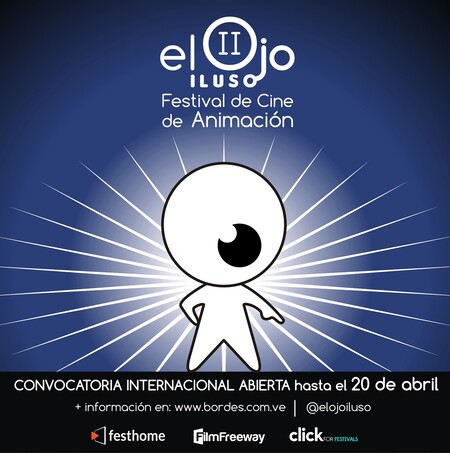 el Ojo
II
ILUSO
Festival de Cine
de Animación
CONVOCATORIA INTERNACIONAL ABIERTA hasta el 20 de abril
+ información en: www.bordes.com.ve | @elojoiluso
festhome FilmFreeway click FOR FESTIVALS